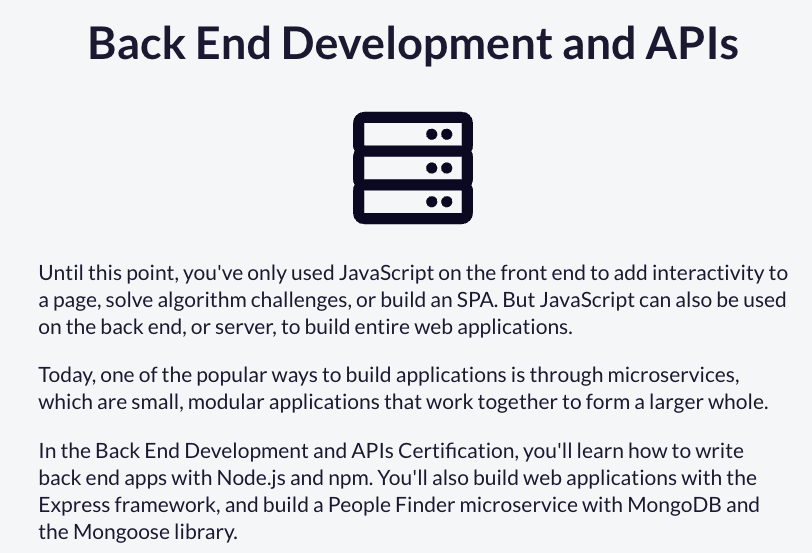 Back End Development and APIs
Until this point, you've only used JavaScript on the front end to add interactivity to
a page, solve algorithm challenges, or build an SPA. But JavaScript can also be used
on the back end, or server, to build entire web applications.
Today, one of the popular ways to build applications is through microservices,
which are small, modular applications that work together to form a larger whole.
In the Back End Development and APIs Certification, you'll learn how to write
back end apps with Node.js and npm. You'll also build web applications with the
Express framework, and build a People Finder microservice with MongoDB and
the Mongoose library.